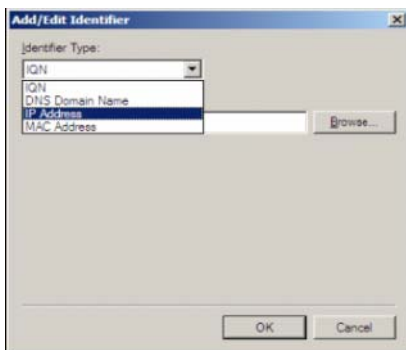 Add/Edit Identifier
Identifier Type:
IQN
IQN
DNS Domain Name
IP Address
MAC Address
Browse...
OK
Cancel